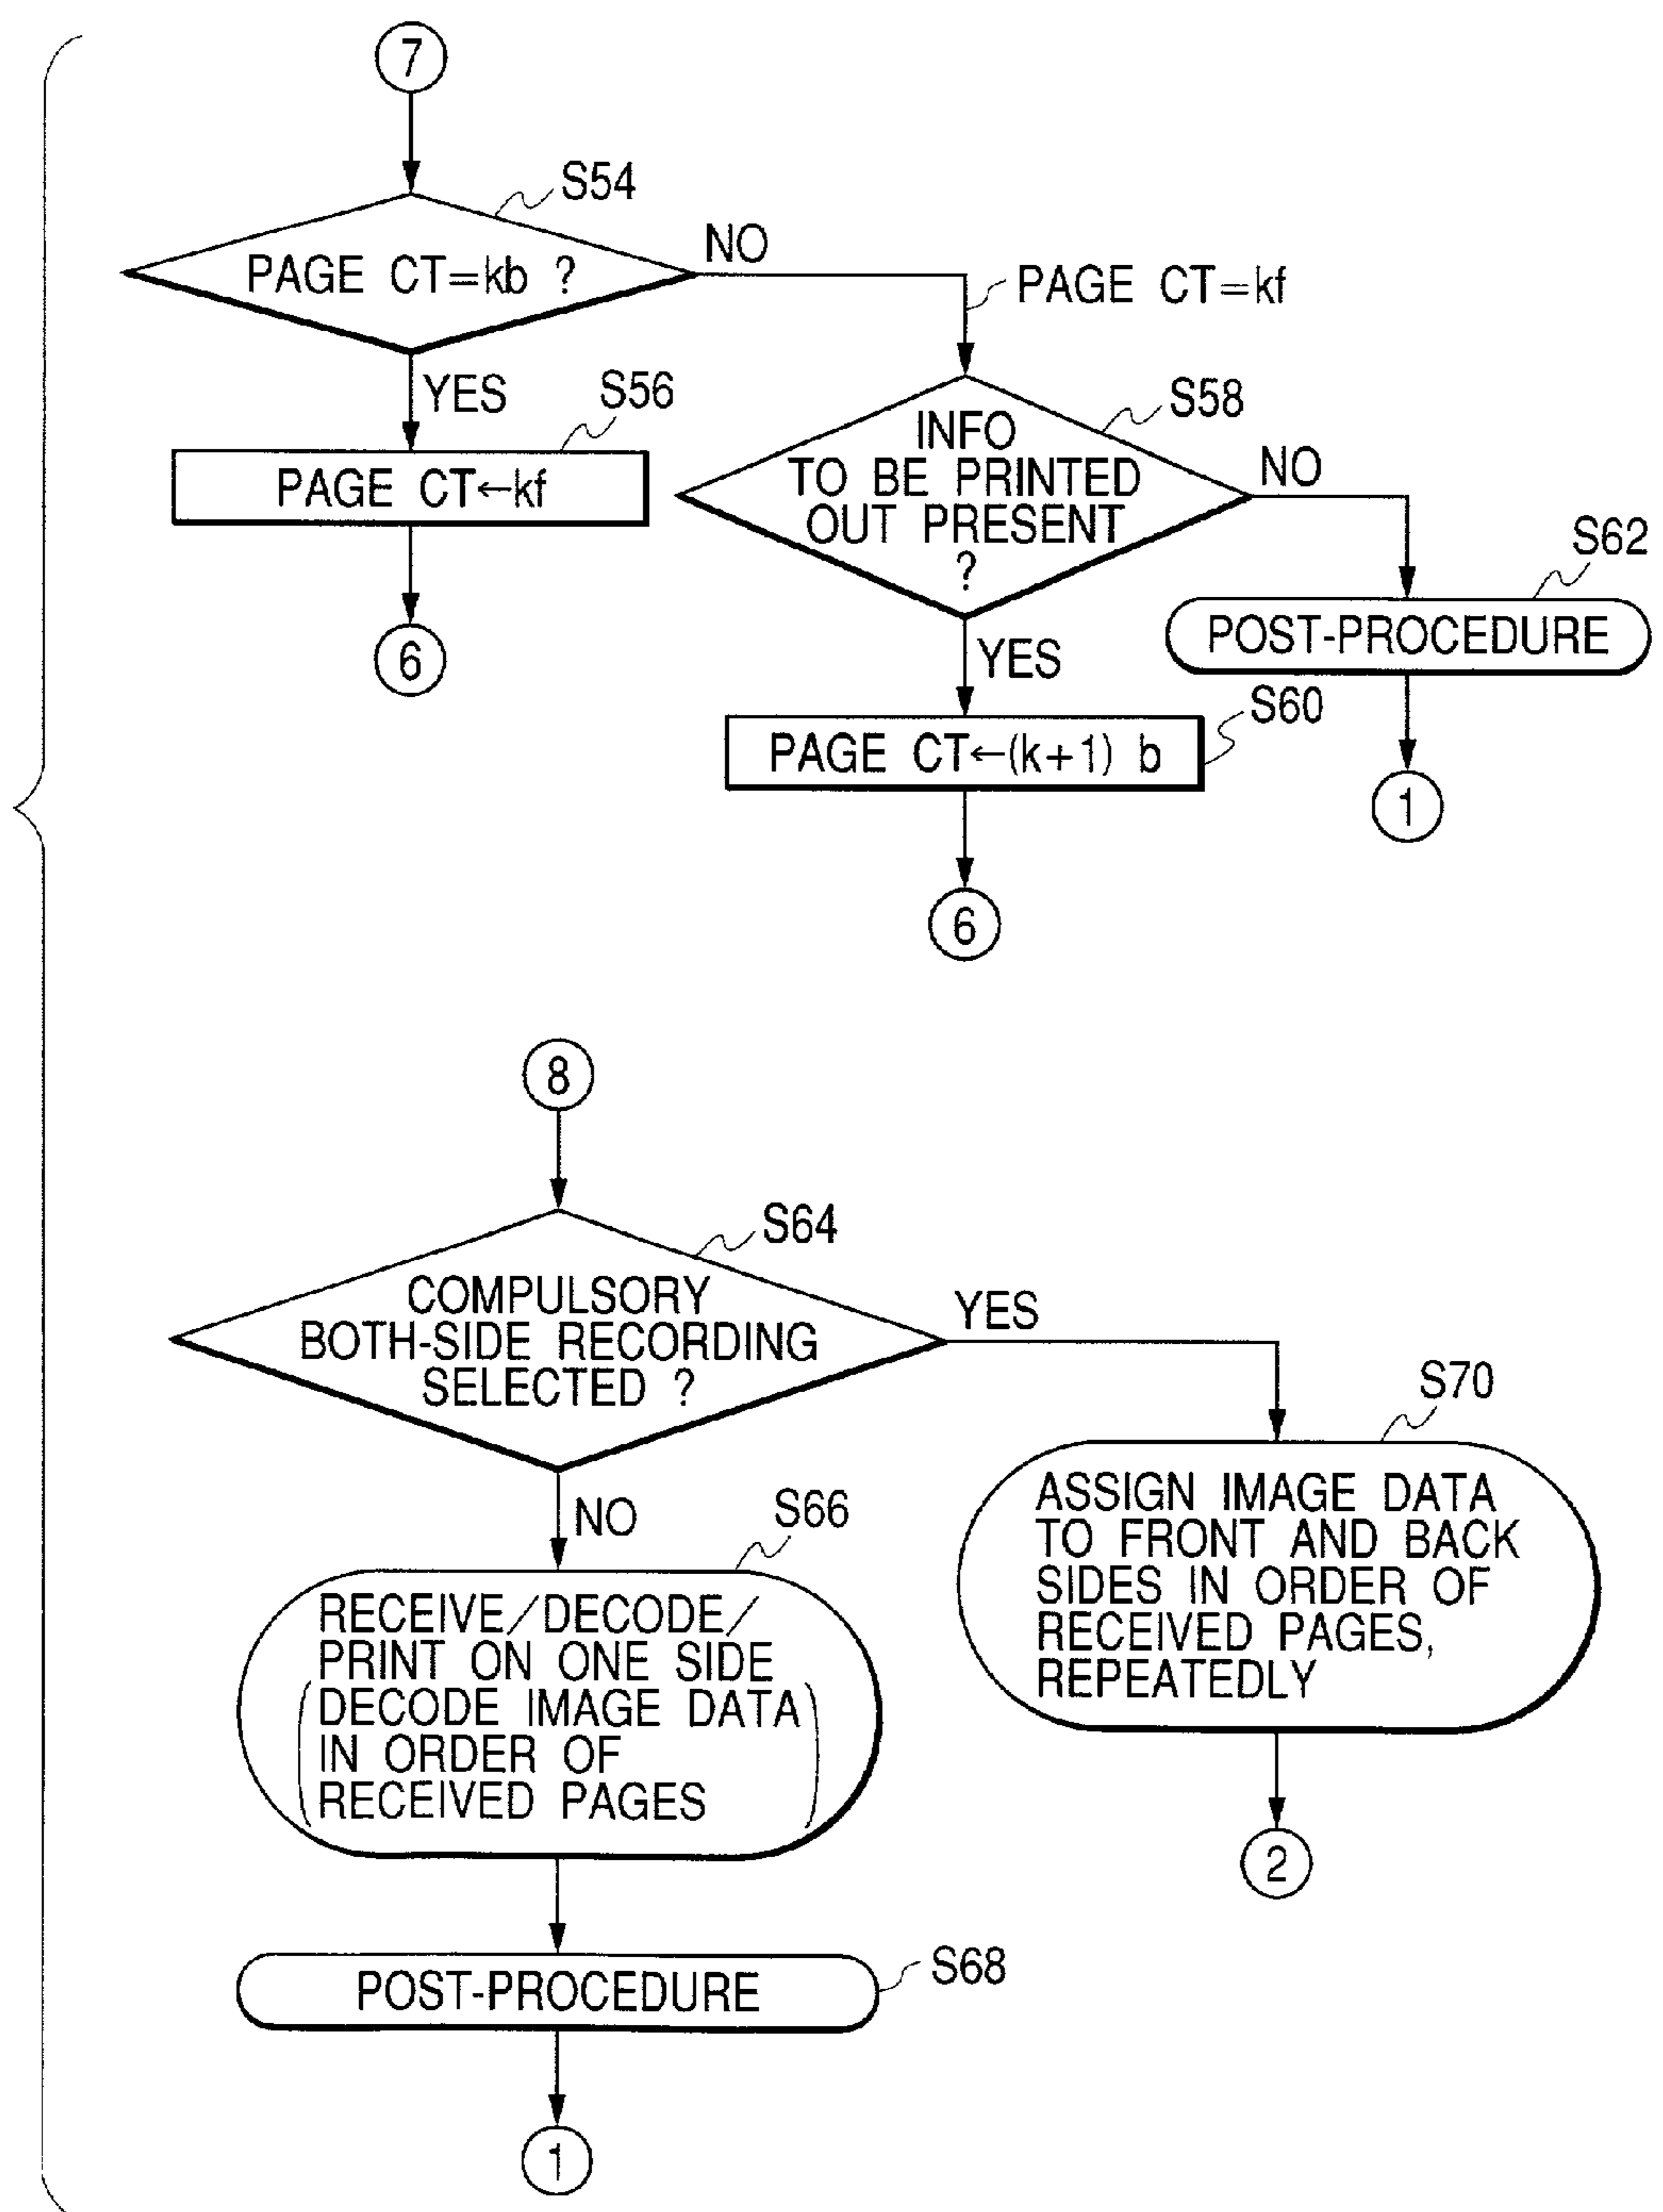 7
S54
PAGE CT=kb ?
NO
PAGE CT=kf
YES
S56
PAGE CT←kf
6
S58
INFO
TO BE PRINTED
OUT PRESENT
?
NO
S62
POST-PROCEDURE
1
YES
S60
PAGE CT←(k+1) b
6
8
S64
COMPULSORY
BOTH-SIDE RECORDING
SELECTED ?
YES
S70
ASSIGN IMAGE DATA
TO FRONT AND BACK
SIDES IN ORDER OF
RECEIVED PAGES,
REPEATEDLY
2
NO
S66
RECEIVE/DECODE/
PRINT ON ONE SIDE
(DECODE IMAGE DATA
IN ORDER OF
RECEIVED PAGES)
S68
POST-PROCEDURE
1